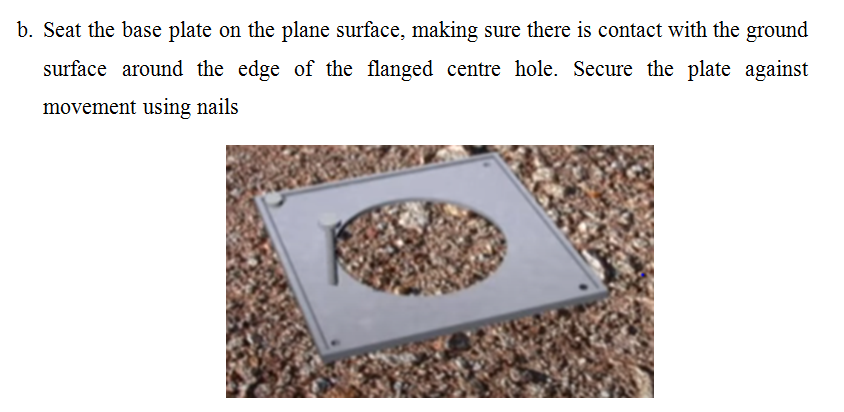 b. Seat the base plate on the plane surface, making sure there is contact with the ground
surface around the edge of the flanged centre hole. Secure the plate against
movement using nails